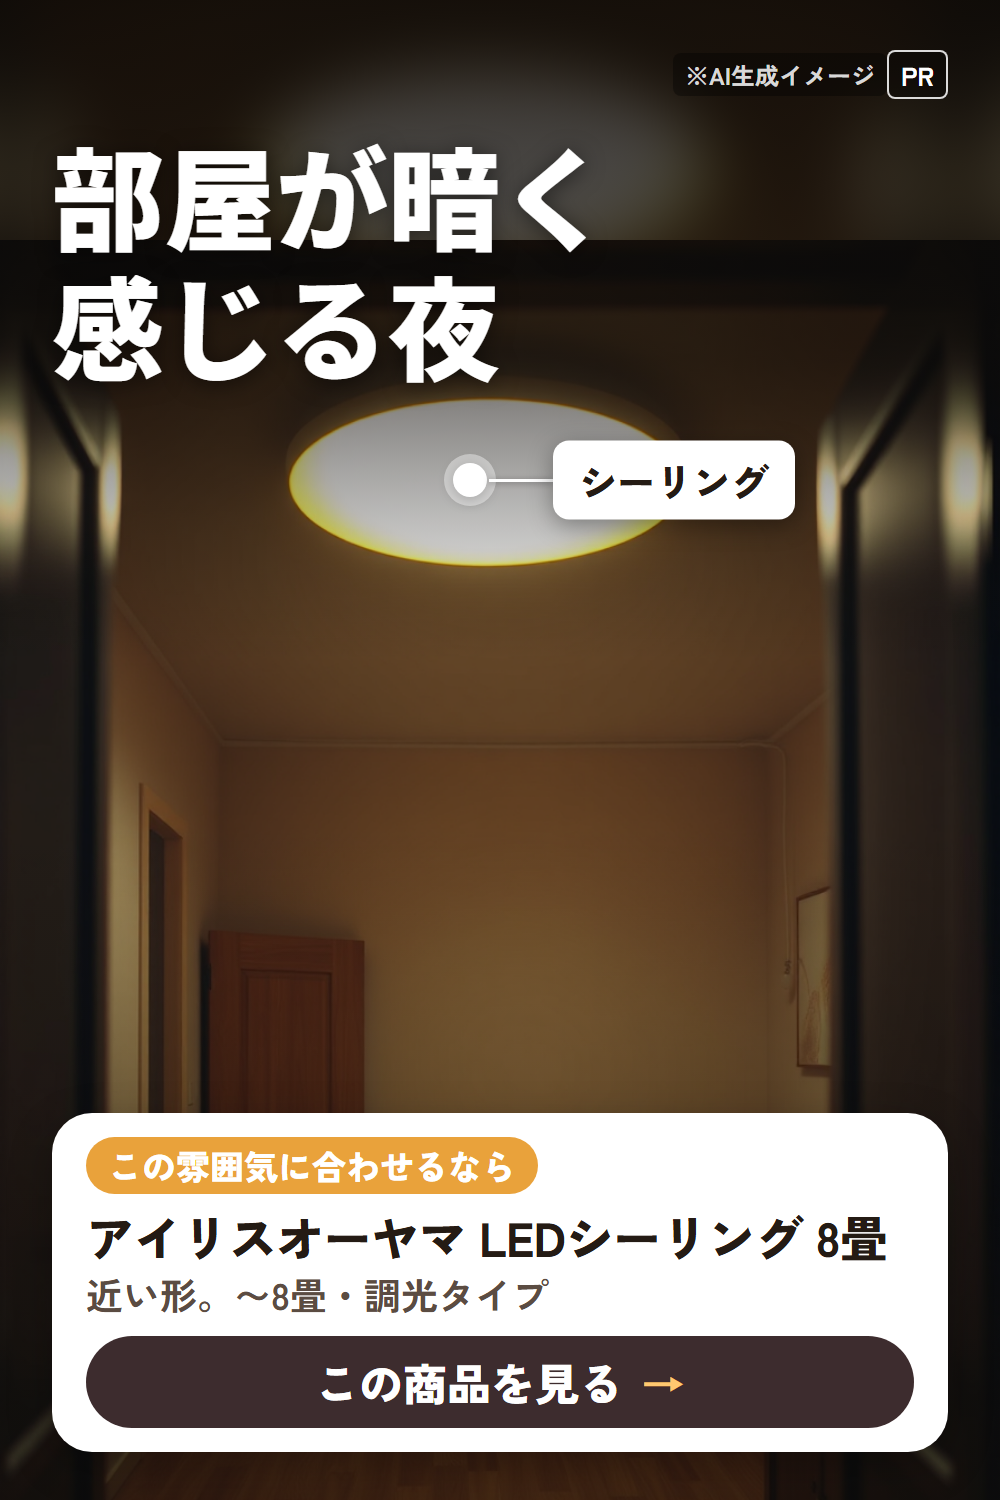 ※AI生成イメージ
PR
部屋が暗く
感じる夜
シーリング
この雰囲気に合わせるなら
アイリスオーヤマ LEDシーリング 8畳
近い形。〜8畳・調光タイプ
この商品を見る →